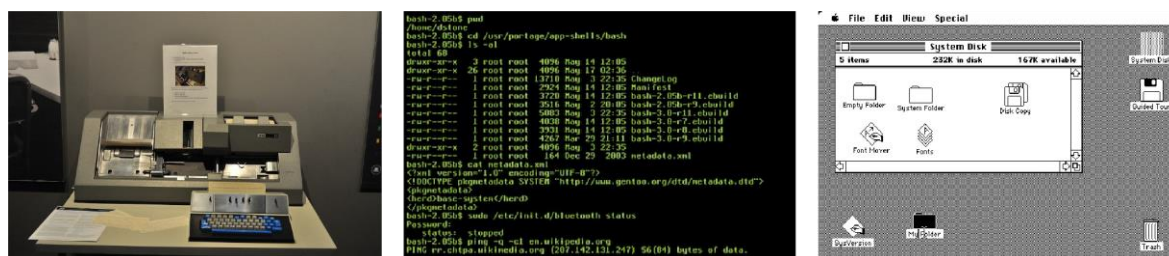 bash-2.05b$ pwd
/home/dstone
bash-2.05b$ cd /usr/portage/app-shells/bash
bash-2.05b$ ls -al
total 68
drwxr-xr-x 3 root root 4096 May 14 12:05 .
drwxr-xr-x 26 root root 4096 May 17 02:36 ..
-rw-r--r-- 1 root root 13710 May 3 22:35 ChangeLog
-rw-r--r-- 1 root root 2924 May 14 12:05 Manifest
-rw-r--r-- 1 root root 3720 May 14 12:05 bash-2.05b-r11.ebuild
-rw-r--r-- 1 root root 3516 May 2 20:05 bash-2.05b-r9.ebuild
-rw-r--r-- 1 root root 5083 May 3 22:35 bash-3.0-r11.ebuild
-rw-r--r-- 1 root root 4038 May 14 12:05 bash-3.0-r7.ebuild
-rw-r--r-- 1 root root 3931 May 14 12:05 bash-3.0-r8.ebuild
-rw-r--r-- 1 root root 4267 Mar 29 21:11 bash-3.0-r9.ebuild
drwxr-xr-x 2 root root 4096 May 3 22:35
-rw-r--r-- 1 root root 164 Dec 29 2003 metadata.xml
bash-2.05b$ cat metadata.xml
<?xml version="1.0" encoding="UTF-8"?>
<!DOCTYPE pkgmetadata SYSTEM "http://www.gentoo.org/dtd/metadata.dtd">
<pkgmetadata>
<herd>base-system</herd>
</pkgmetadata>
bash-2.05b$ sudo /etc/init.d/bluetooth status
Password:
status: stopped
bash-2.05b$ ping -q -c1 en.wikipedia.org
PING rr.chtpa.wikimedia.org (207.142.131.247) 56(84) bytes of data.
File Edit View Special
System Disk
5 items 232K in disk 167K available
Empty Folder
System Folder
Disk Copy
Font Mover
Fonts
System Disk
Guided Tour
SysVersion
My Folder
Trash